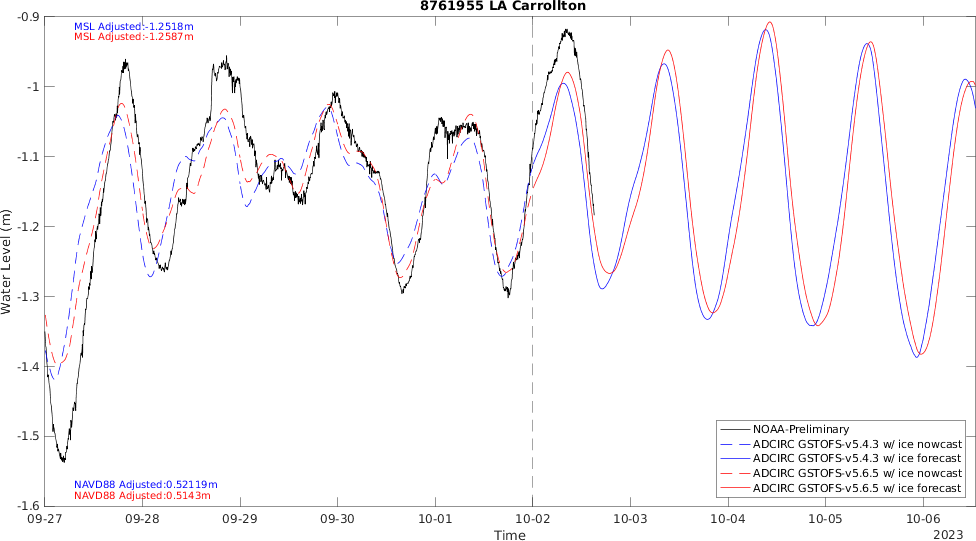 8761955 LA Carrollton
MSL Adjusted:-1.2518m
MSL Adjusted:-1.2587m
-0.9
-1
-1.1
-1.2
-1.3
-1.4
-1.5
-1.6
Water Level (m)
NAVD88 Adjusted:0.52119m
NAVD88 Adjusted:0.5143m
NOAA-Preliminary
ADCIRC GSTOFS-v5.4.3 w/ ice nowcast
ADCIRC GSTOFS-v5.4.3 w/ ice forecast
ADCIRC GSTOFS-v5.6.5 w/ ice nowcast
ADCIRC GSTOFS-v5.6.5 w/ ice forecast
09-27 09-28 09-29 09-30 10-01 10-02 10-03 10-04 10-05 10-06
Time
2023